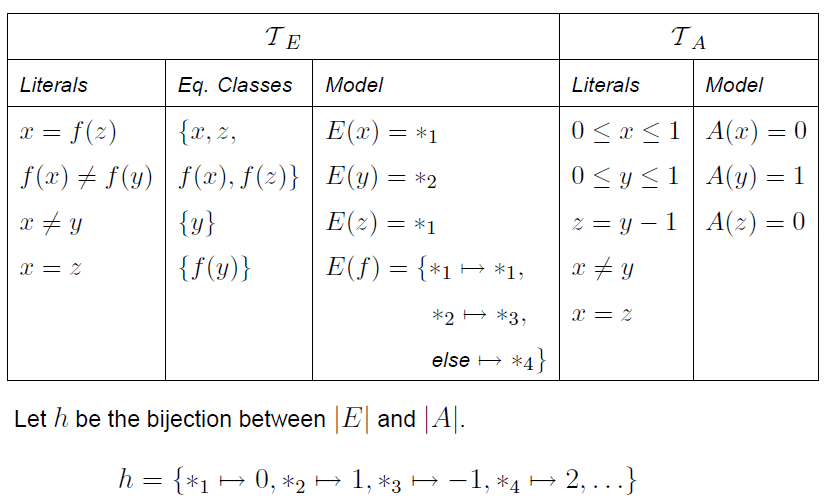 𝒯_E 𝒯_A
Literals Eq. Classes Model Literals Model
x = f(z) {x, z, E(x) = *₁ 0 ≤ x ≤ 1 A(x) = 0
f(x) ≠ f(y) f(x), f(z)} E(y) = *₂ 0 ≤ y ≤ 1 A(y) = 1
x ≠ y {y} E(z) = *₁ z = y − 1 A(z) = 0
x = z {f(y)} E(f) = {*₁ ↦ *₁, x ≠ y
*₂ ↦ *₃, x = z
else ↦ *₄}
Let h be the bijection between |E| and |A|.
h = {*₁ ↦ 0, *₂ ↦ 1, *₃ ↦ −1, *₄ ↦ 2, …}